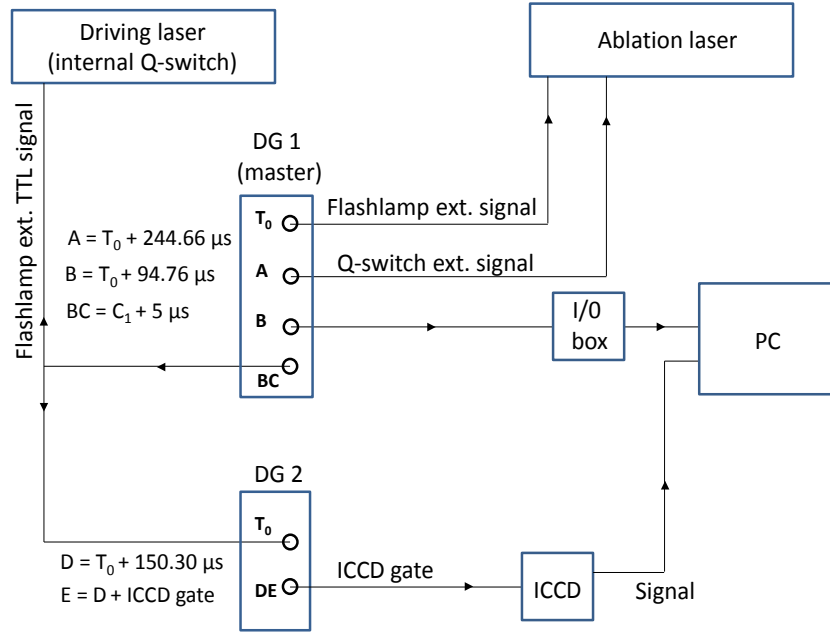 Driving laser
(internal Q-switch)
Ablation laser
Flashlamp ext. TTL signal
DG 1
(master)
T₀
Flashlamp ext. signal
A = T₀ + 244.66 µs
A
Q-switch ext. signal
B = T₀ + 94.76 µs
BC = C₁ + 5 µs
B
I/0
box
PC
BC
DG 2
T₀
D = T₀ + 150.30 µs
E = D + ICCD gate
DE
ICCD gate
ICCD
Signal